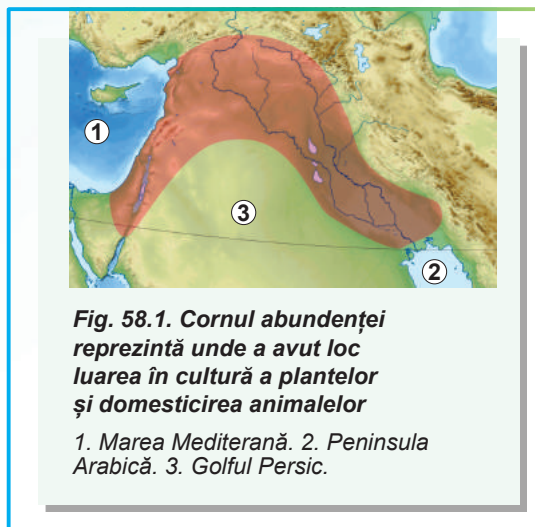 1
3
2
Fig. 58.1. Cornul abundenței
reprezintă unde a avut loc
luarea în cultură a plantelor
și domesticirea animalelor
1. Marea Mediterană. 2. Peninsula
Arabică. 3. Golful Persic.